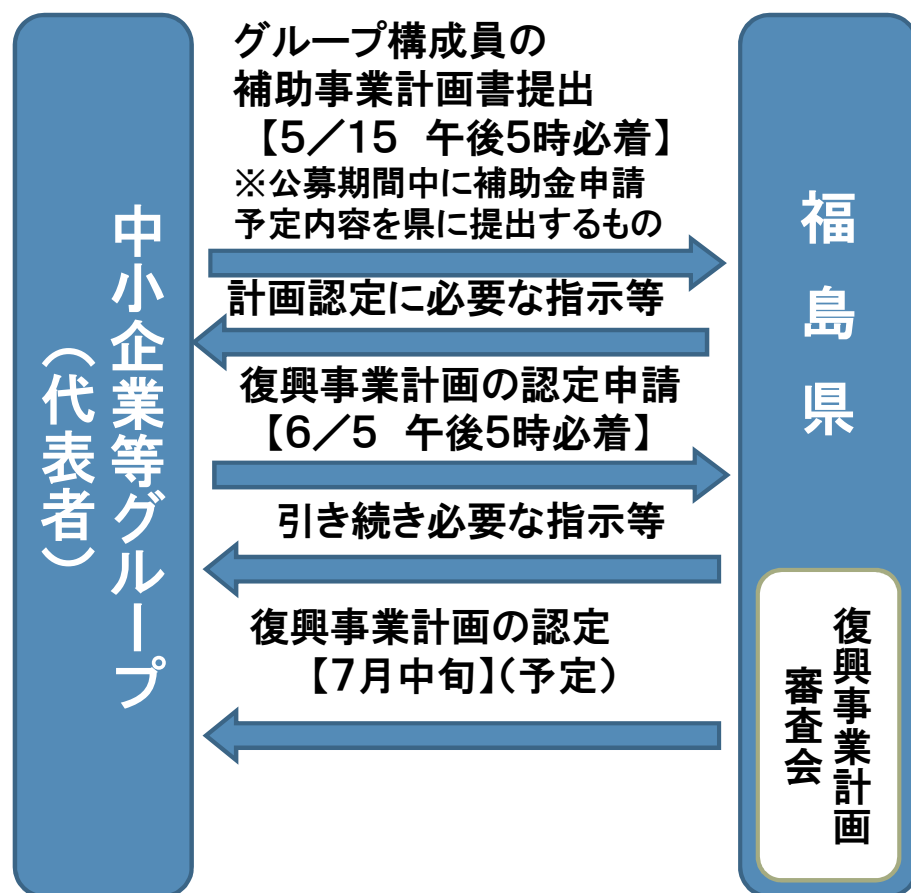 中小企業等グループ
（代表者）
グループ構成員の
補助事業計画書提出
【5／15　午後5時必着】
※公募期間中に補助金申請
予定内容を県に提出するもの
計画認定に必要な指示等
復興事業計画の認定申請
【6／5　午後5時必着】
引き続き必要な指示等
復興事業計画の認定
【7月中旬】（予定）
福島県
復興事業計画
審査会